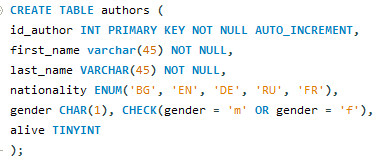 CREATE TABLE authors (
id_author INT PRIMARY KEY NOT NULL AUTO_INCREMENT,
first_name varchar(45) NOT NULL,
last_name VARCHAR(45) NOT NULL,
nationality ENUM('BG', 'EN', 'DE', 'RU', 'FR'),
gender CHAR(1), CHECK(gender = 'm' OR gender = 'f'),
alive TINYINT
);